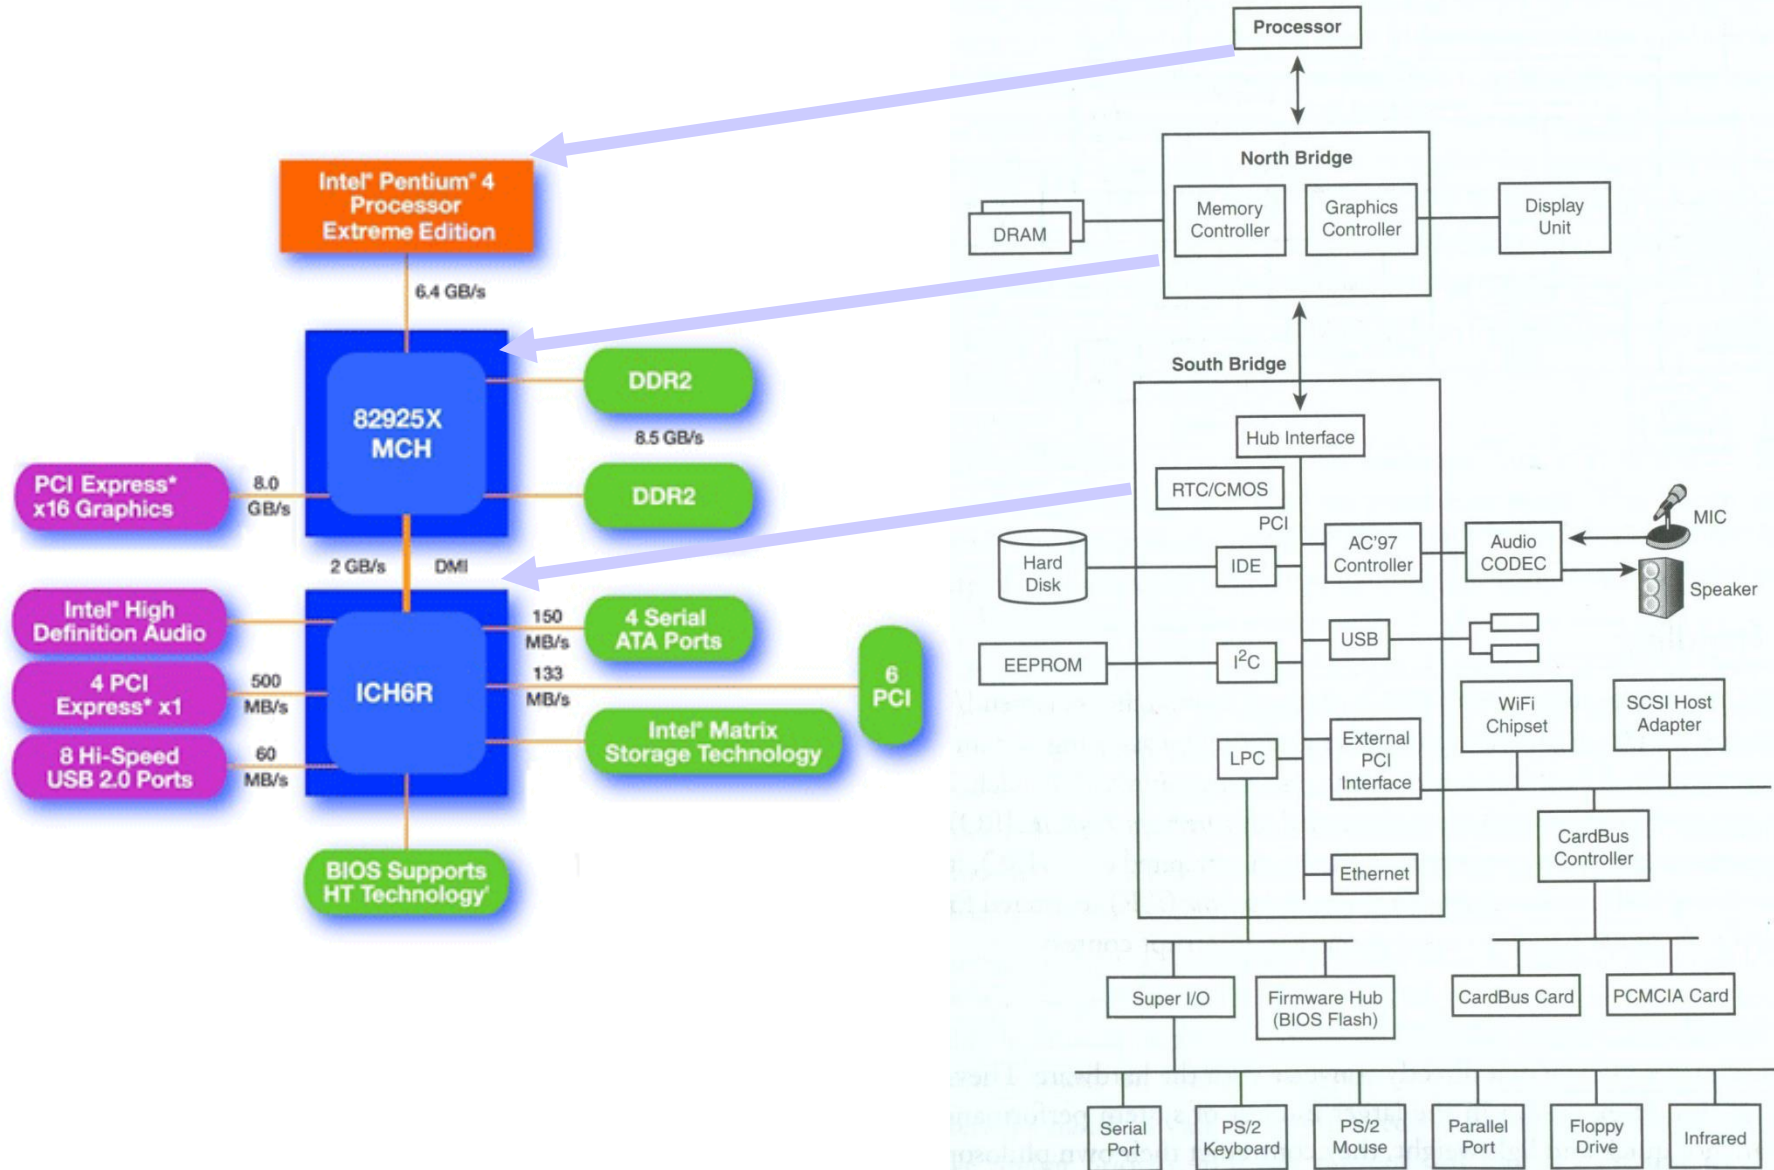 Intel® Pentium® 4
Processor
Extreme Edition
6.4 GB/s
82925X
MCH
DDR2
8.5 GB/s
DDR2
PCI Express*
x16 Graphics
8.0
GB/s
2 GB/s
DMI
Intel® High
Definition Audio
4 PCI
Express* x1
500
MB/s
8 Hi-Speed
USB 2.0 Ports
60
MB/s
ICH6R
150
MB/s
4 Serial
ATA Ports
133
MB/s
6
PCI
Intel® Matrix
Storage Technology
BIOS Supports
HT Technology
Processor
North Bridge
Memory
Controller
Graphics
Controller
DRAM
Display
Unit
South Bridge
Hub Interface
RTC/CMOS
PCI
Hard
Disk
IDE
AC'97
Controller
Audio
CODEC
MIC
Speaker
EEPROM
I²C
USB
LPC
External
PCI
Interface
WiFi
Chipset
SCSI Host
Adapter
CardBus
Controller
Ethernet
Super I/O
Firmware Hub
(BIOS Flash)
CardBus Card
PCMCIA Card
Serial
Port
PS/2
Keyboard
PS/2
Mouse
Parallel
Port
Floppy
Drive
Infrared